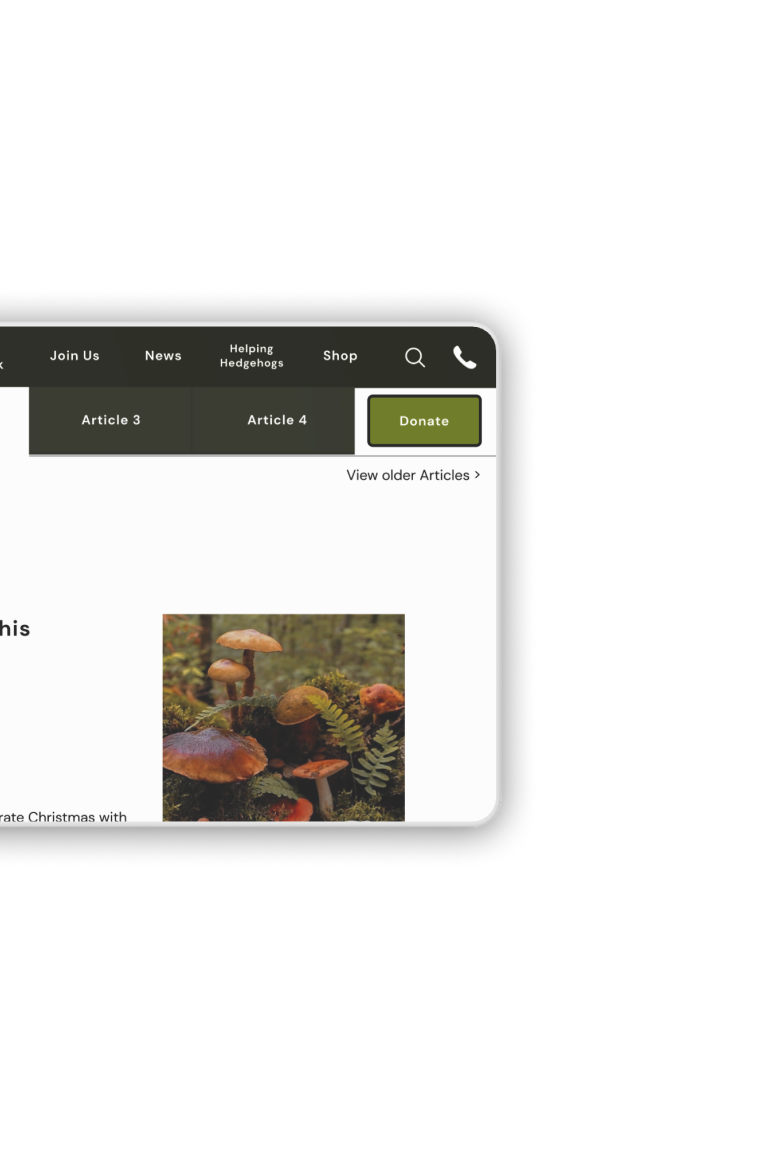 Join Us
News
Helping
Hedgehogs
Shop
Article 3
Article 4
Donate
View older Articles >
his
rate Christmas with